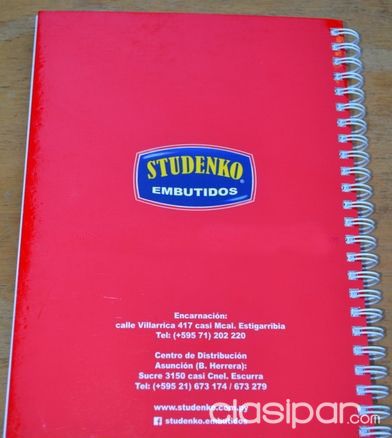 STUDENKO®
EMBUTIDOS
Encarnación:
calle Villarrica 417 casi Mcal. Estigarribia
Tel: (+595 71) 202 220
Centro de Distribución
Asunción (B. Herrera):
Sucre 3150 casi Cnel. Escurra
Tel: (+595 21) 673 174 / 673 279
www.studenko.com.py
studenko.embutidos
clasipar.com